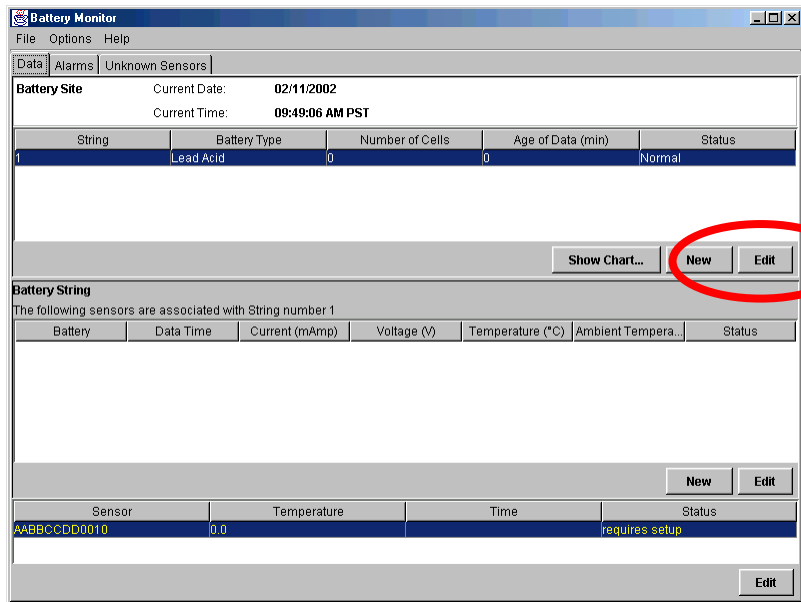 Battery Monitor
File Options Help
Data Alarms Unknown Sensors
Battery Site Current Date: 02/11/2002
Current Time: 09:49:06 AM PST
String Battery Type Number of Cells Age of Data (min) Status
1 Lead Acid 0 0 Normal
Show Chart... New Edit
Battery String
The following sensors are associated with String number 1
Battery Data Time Current (mAmp) Voltage (V) Temperature (°C) Ambient Tempera... Status
New Edit
Sensor Temperature Time Status
AABBCCDD0010 0.0 requires setup
Edit